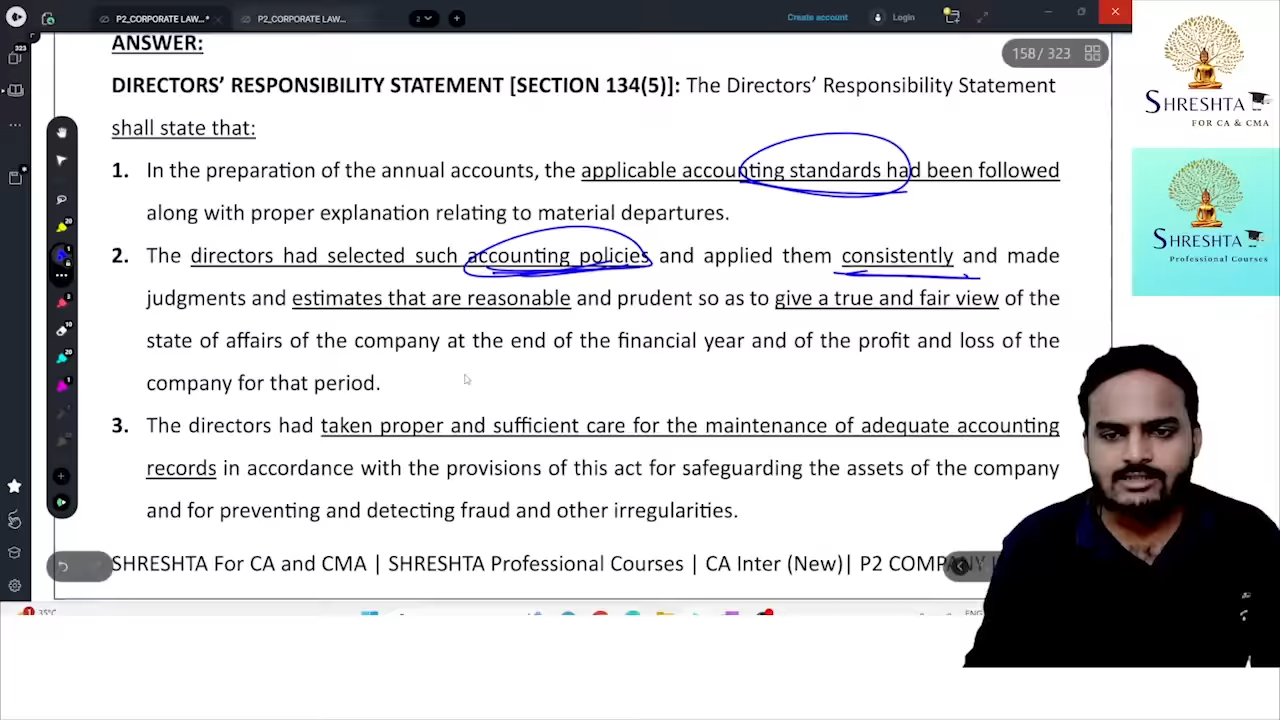 323
P2_CORPORATE LAW...*
P2_CORPORATE LAW...
2
Create account
Login
ANSWER:
158 / 323
DIRECTORS' RESPONSIBILITY STATEMENT [SECTION 134(5)]: The Directors' Responsibility Statement
shall state that:
1. In the preparation of the annual accounts, the applicable accounting standards had been followed
along with proper explanation relating to material departures.
2. The directors had selected such accounting policies and applied them consistently and made
judgments and estimates that are reasonable and prudent so as to give a true and fair view of the
state of affairs of the company at the end of the financial year and of the profit and loss of the
company for that period.
3. The directors had taken proper and sufficient care for the maintenance of adequate accounting
records in accordance with the provisions of this act for safeguarding the assets of the company
and for preventing and detecting fraud and other irregularities.
SHRESHTA For CA and CMA | SHRESHTA Professional Courses | CA Inter (New)| P2 COMPANY
35°C
ENG
SHRESHTA
FOR CA & CMA
SHRESHTA
Professional Courses